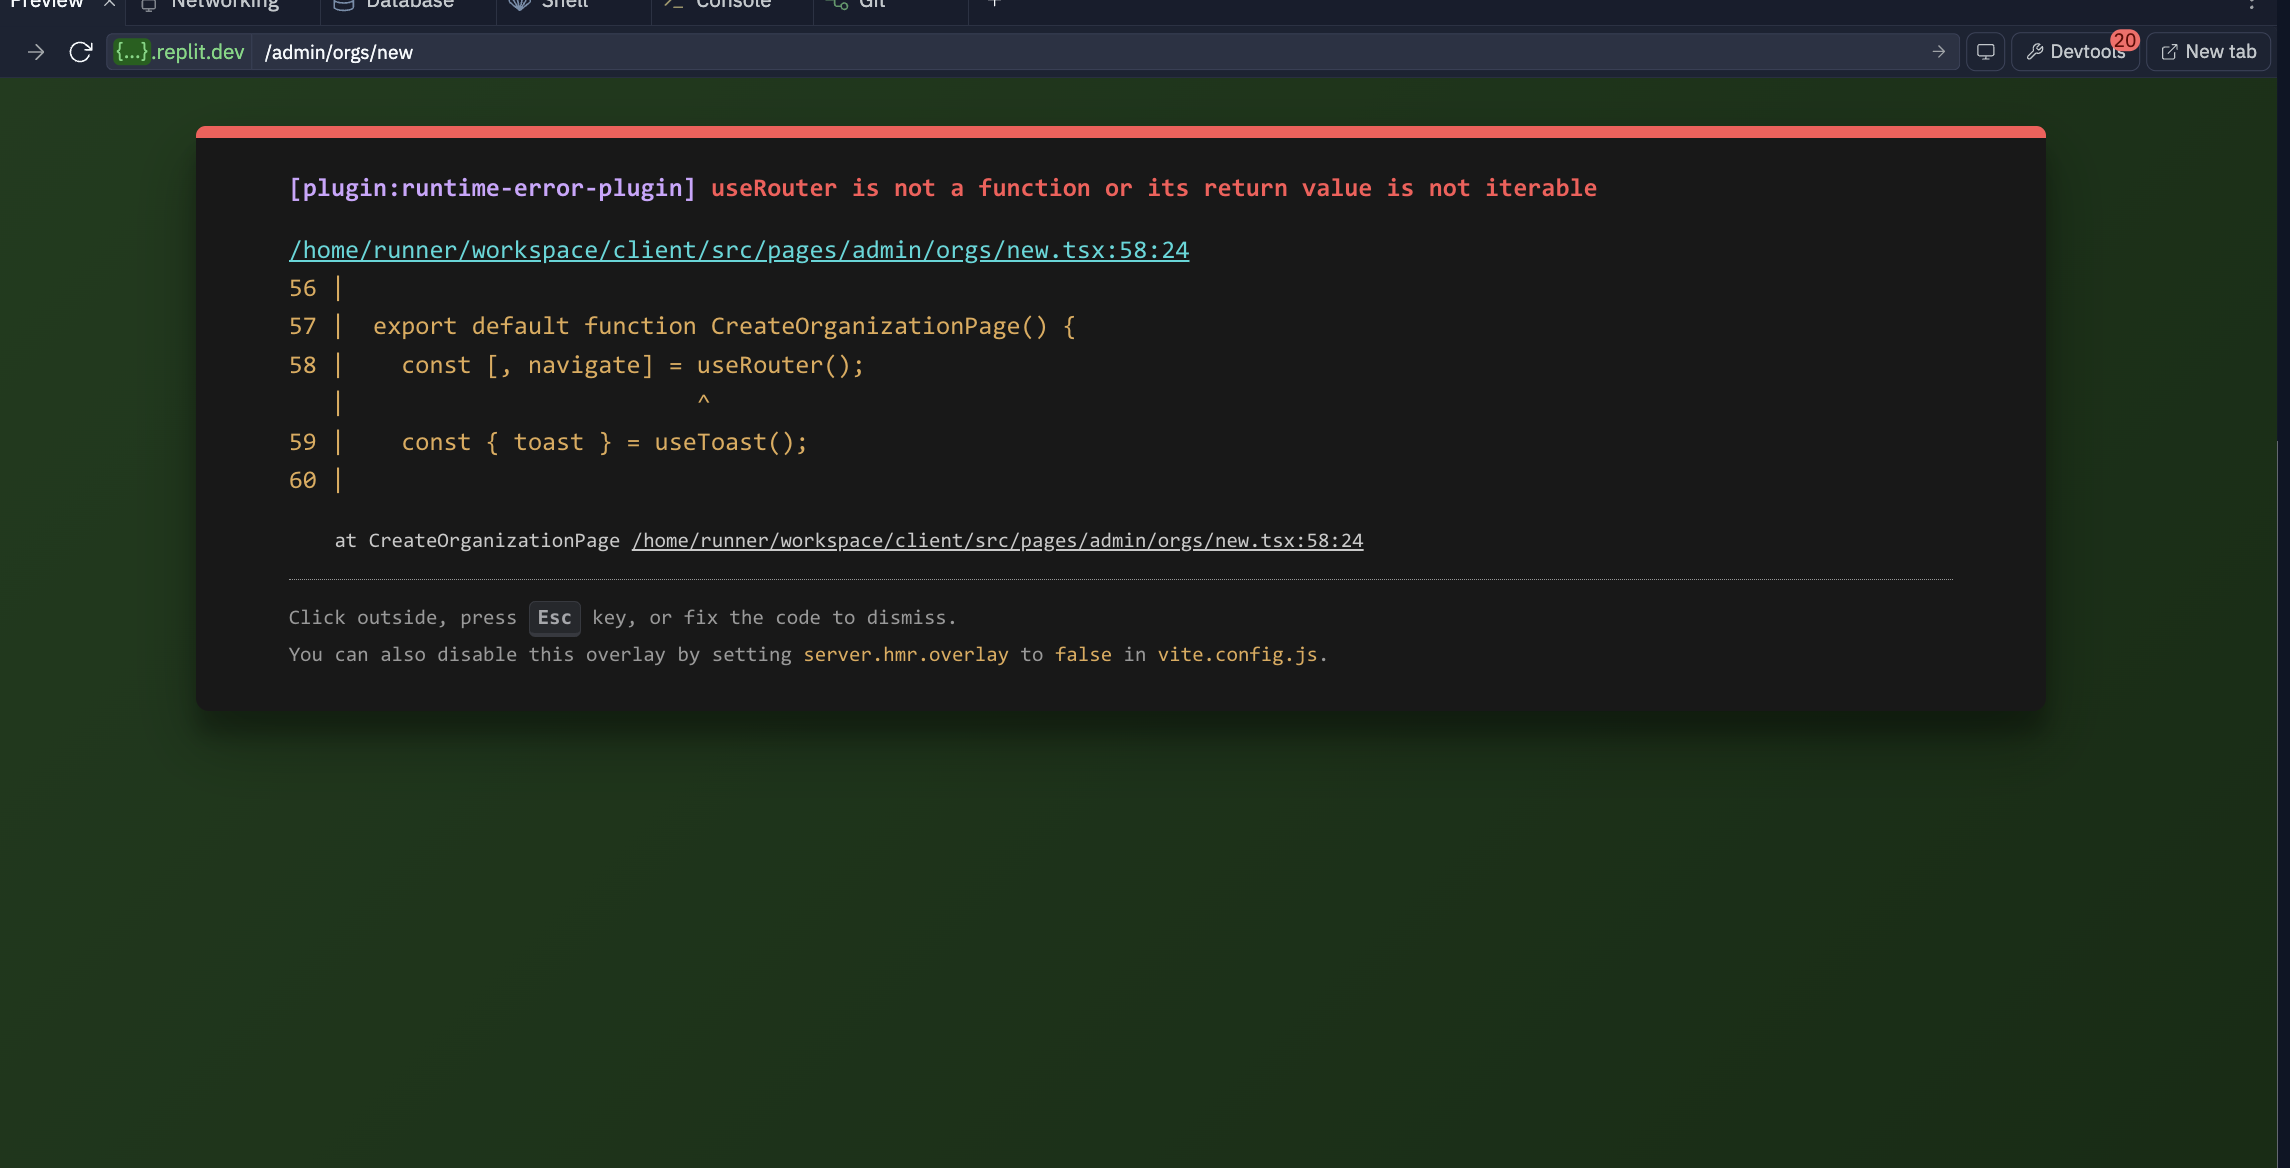 Preview
Networking
Database
Shell
Console
Git
{...}.replit.dev /admin/orgs/new
Devtools
20
New tab
[plugin:runtime-error-plugin] useRouter is not a function or its return value is not iterable
/home/runner/workspace/client/src/pages/admin/orgs/new.tsx:58:24
56 |
57 |  export default function CreateOrganizationPage() {
58 |    const [, navigate] = useRouter();
   |                         ^
59 |    const { toast } = useToast();
60 |
at CreateOrganizationPage /home/runner/workspace/client/src/pages/admin/orgs/new.tsx:58:24
Click outside, press Esc key, or fix the code to dismiss.
You can also disable this overlay by setting server.hmr.overlay to false in vite.config.js.